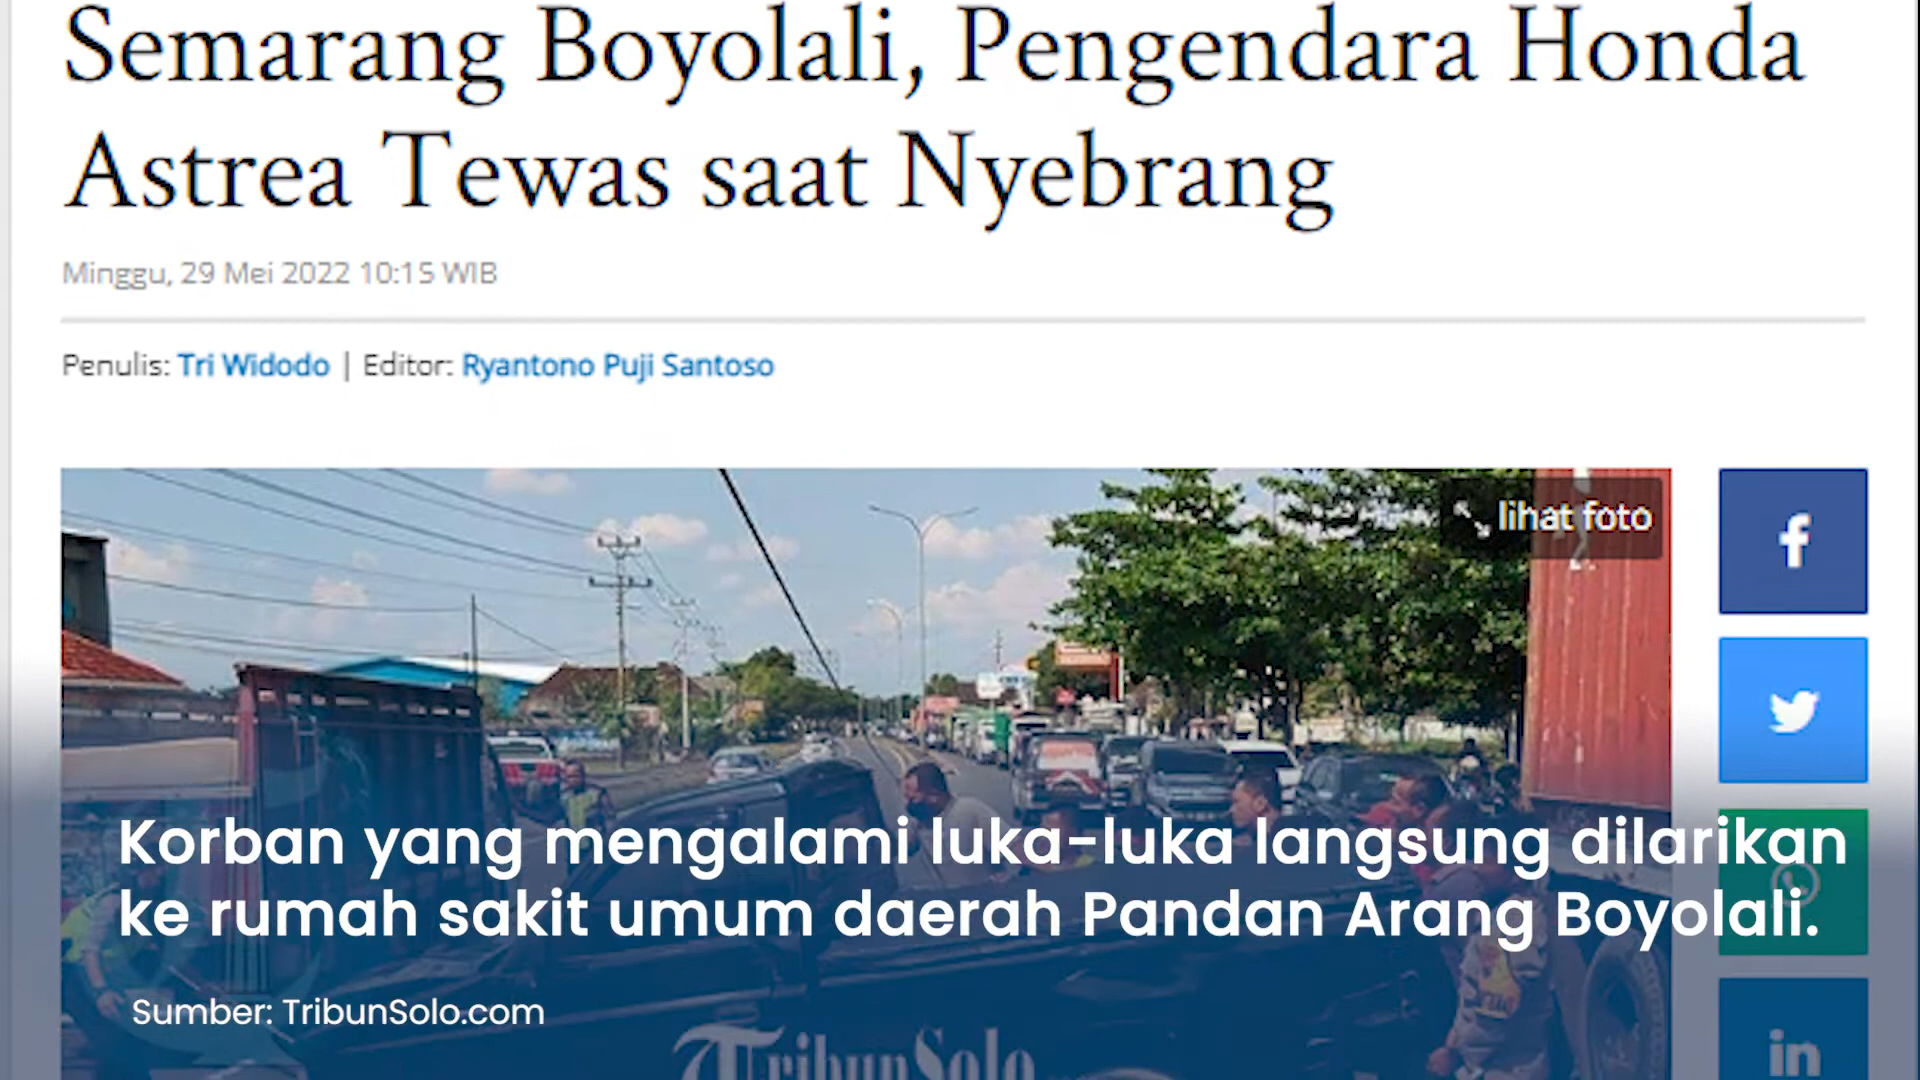 Semarang Boyolali, Pengendara Honda
Astrea Tewas saat Nyebrang
Minggu, 29 Mei 2022 10:15 WIB
Penulis: Tri Widodo | Editor: Ryantono Puji Santoso
lihat foto
f
Korban yang mengalami luka-luka langsung dilarikan
ke rumah sakit umum daerah Pandan Arang Boyolali.
Sumber: TribunSolo.com
TribunSolo
in